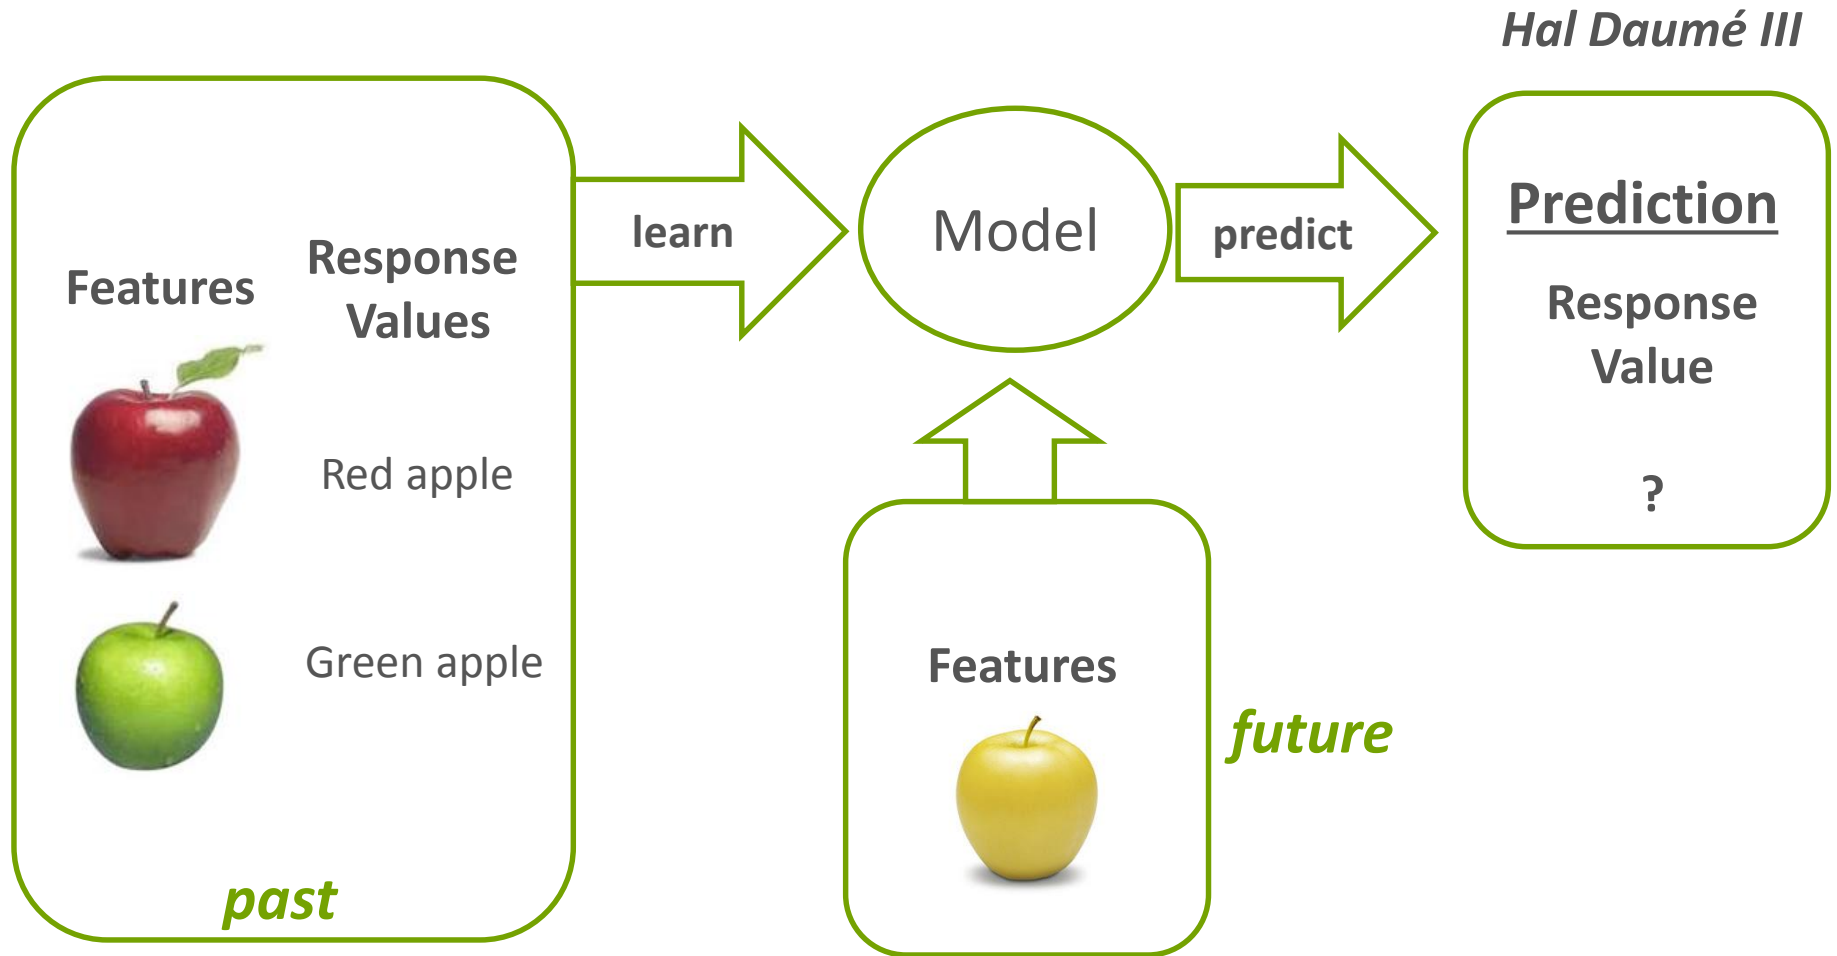 Hal Daumé III
Features
Response
Values
Red apple
Green apple
past
learn
Model
predict
Features
future
Prediction
Response
Value
?